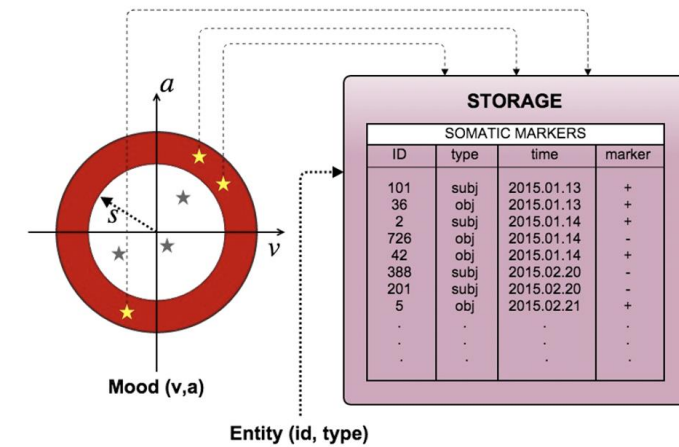 a
s
v
Mood (v,a)
Entity (id, type)
STORAGE
SOMATIC MARKERS
ID type time marker
101 subj 2015.01.13 +
36 obj 2015.01.13 +
2 subj 2015.01.14 +
726 obj 2015.01.14 -
42 obj 2015.01.14 +
388 subj 2015.02.20 -
201 subj 2015.02.20 -
5 obj 2015.02.21 +
. . . .
. . . .
. . . .